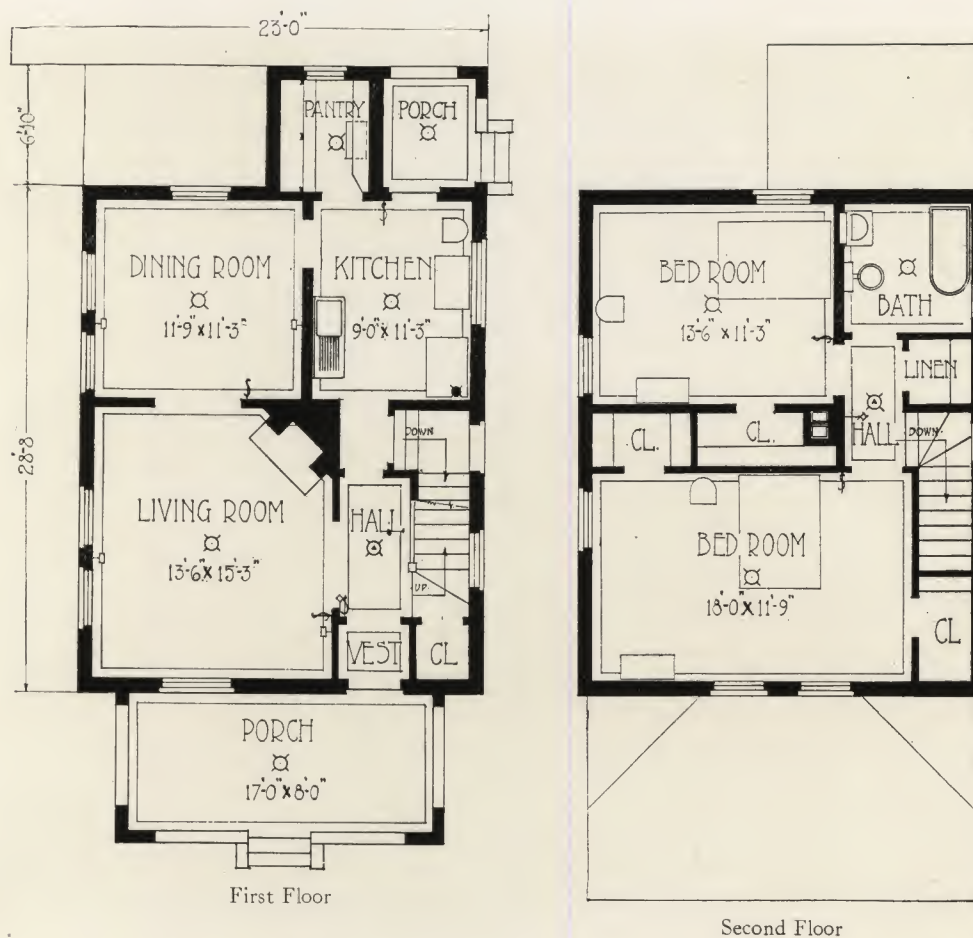 23'-0"
6'-10"
28'-8
PANTRY
PORCH
DINING ROOM
11'-9" x 11'-3"
KITCHEN
9'-0" x 11'-3"
DOWN
LIVING ROOM
13'-6" x 15'-3"
HALL
UP
VEST
CL
PORCH
17'-0" x 8'-0"
First Floor
BED ROOM
13'-6" x 11'-3"
BATH
LINEN
CL.
CL.
HALL
DOWN
BED ROOM
18'-0" x 11'-9"
CL
Second Floor